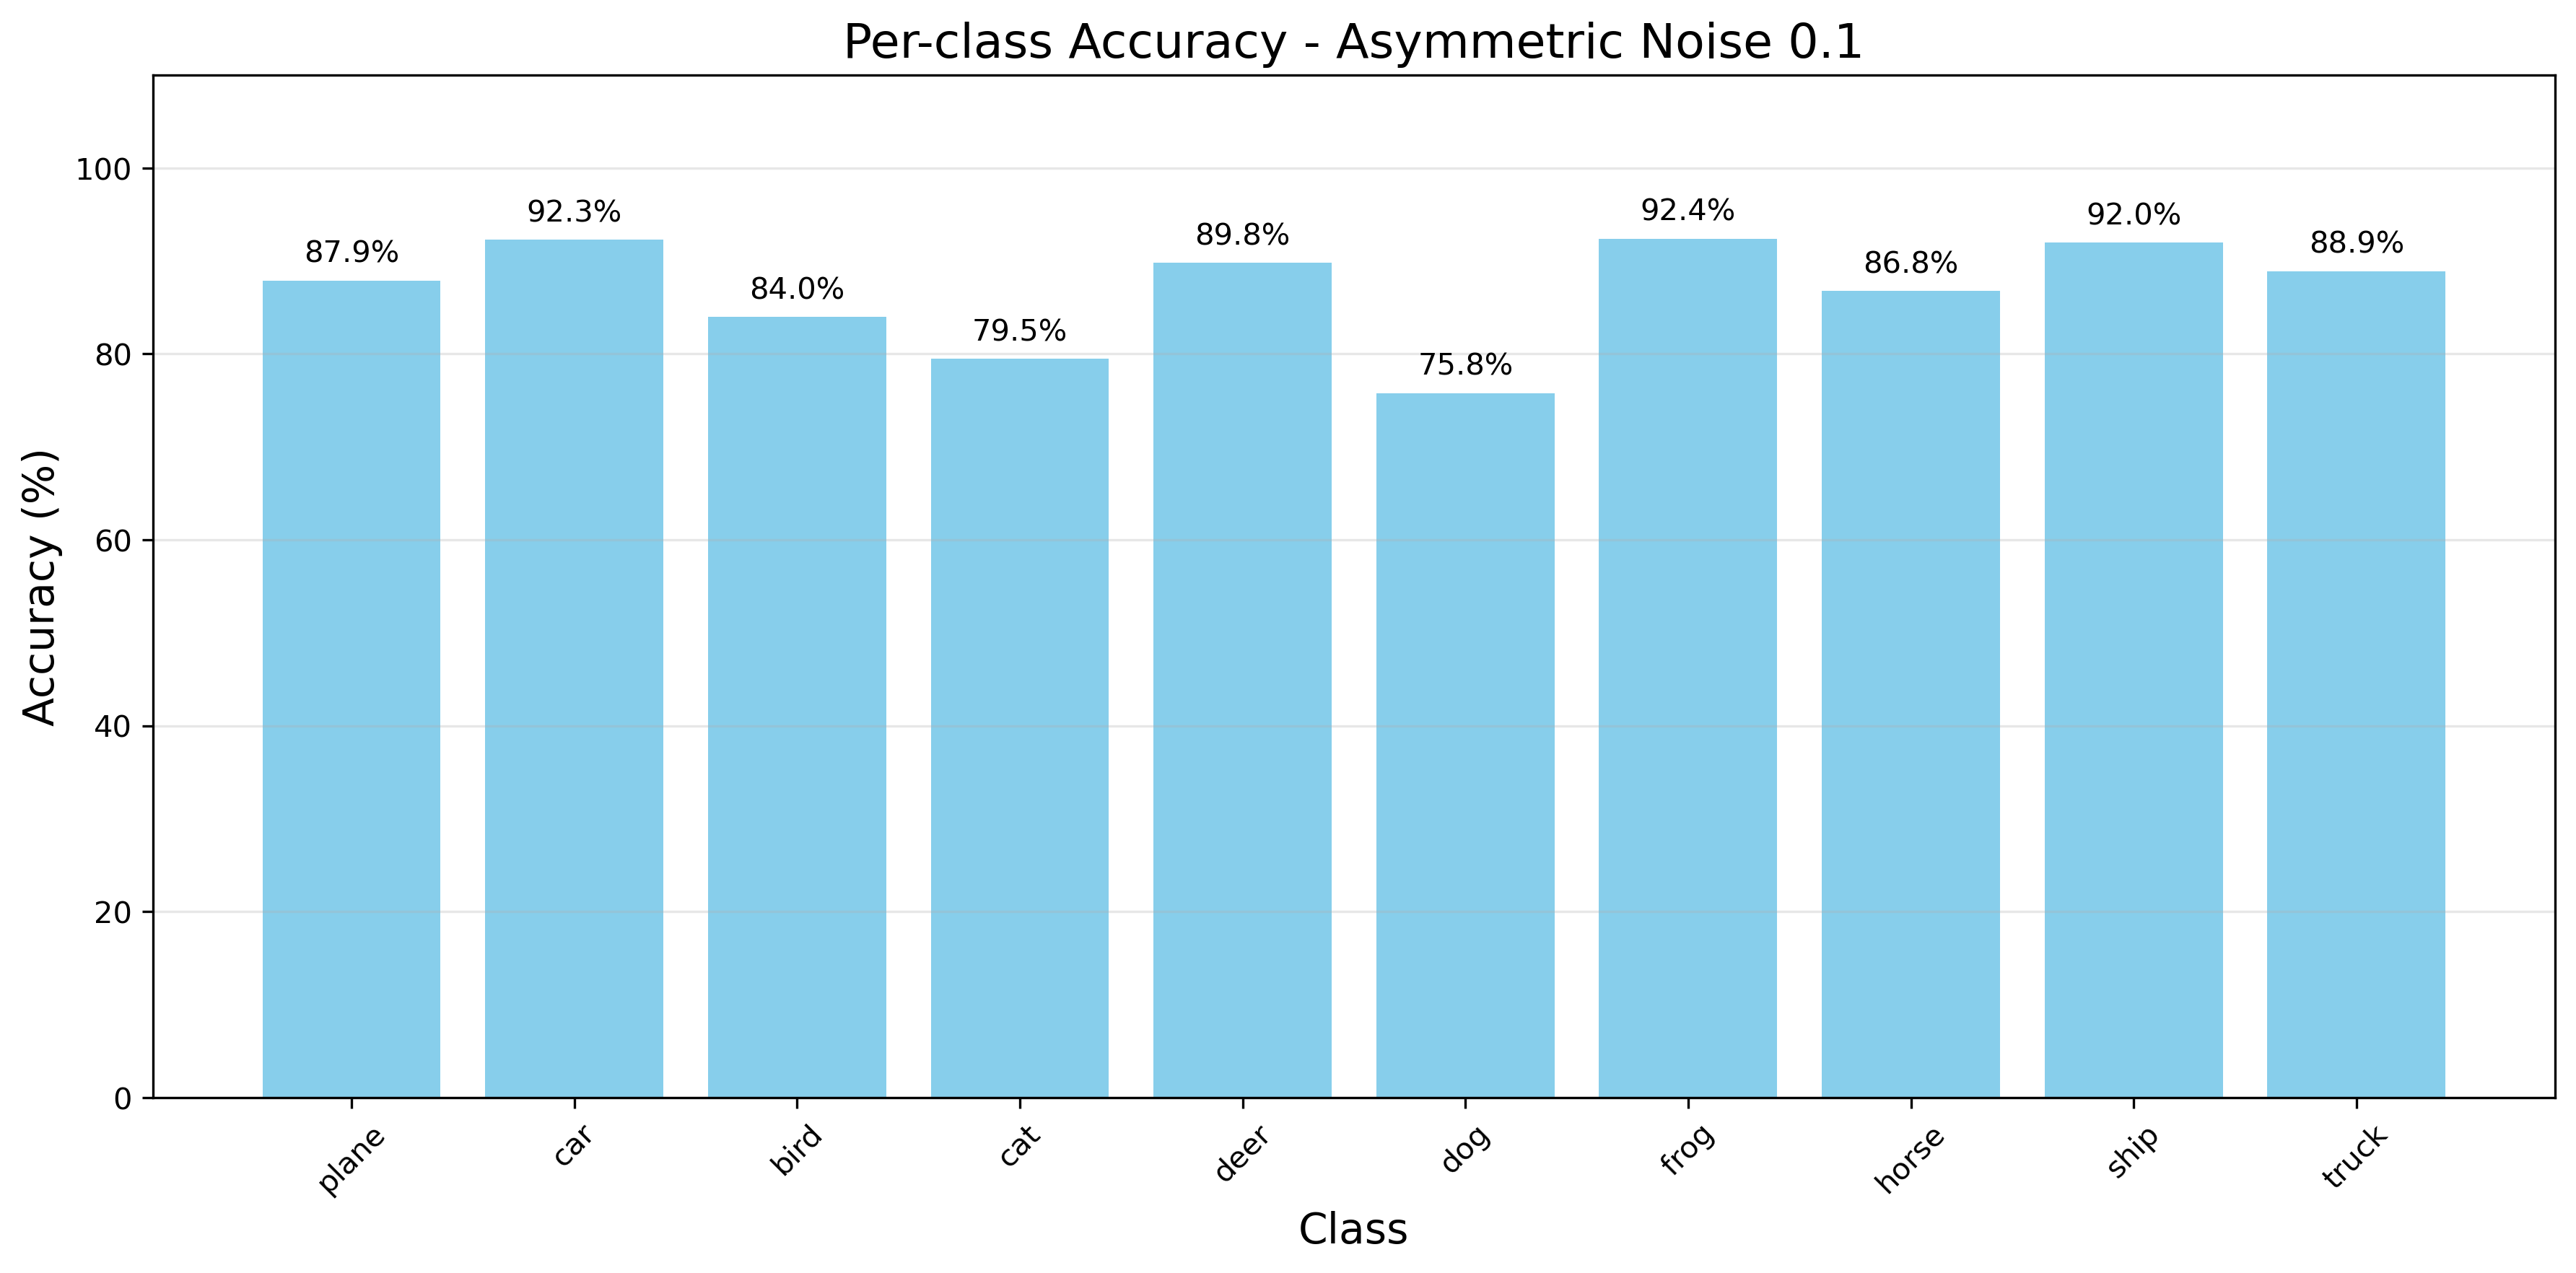 Per-class Accuracy - Asymmetric Noise 0.1
Accuracy (%)
100
80
60
40
20
0
87.9%
92.3%
84.0%
79.5%
89.8%
75.8%
92.4%
86.8%
92.0%
88.9%
plane
car
bird
cat
deer
dog
frog
horse
ship
truck
Class